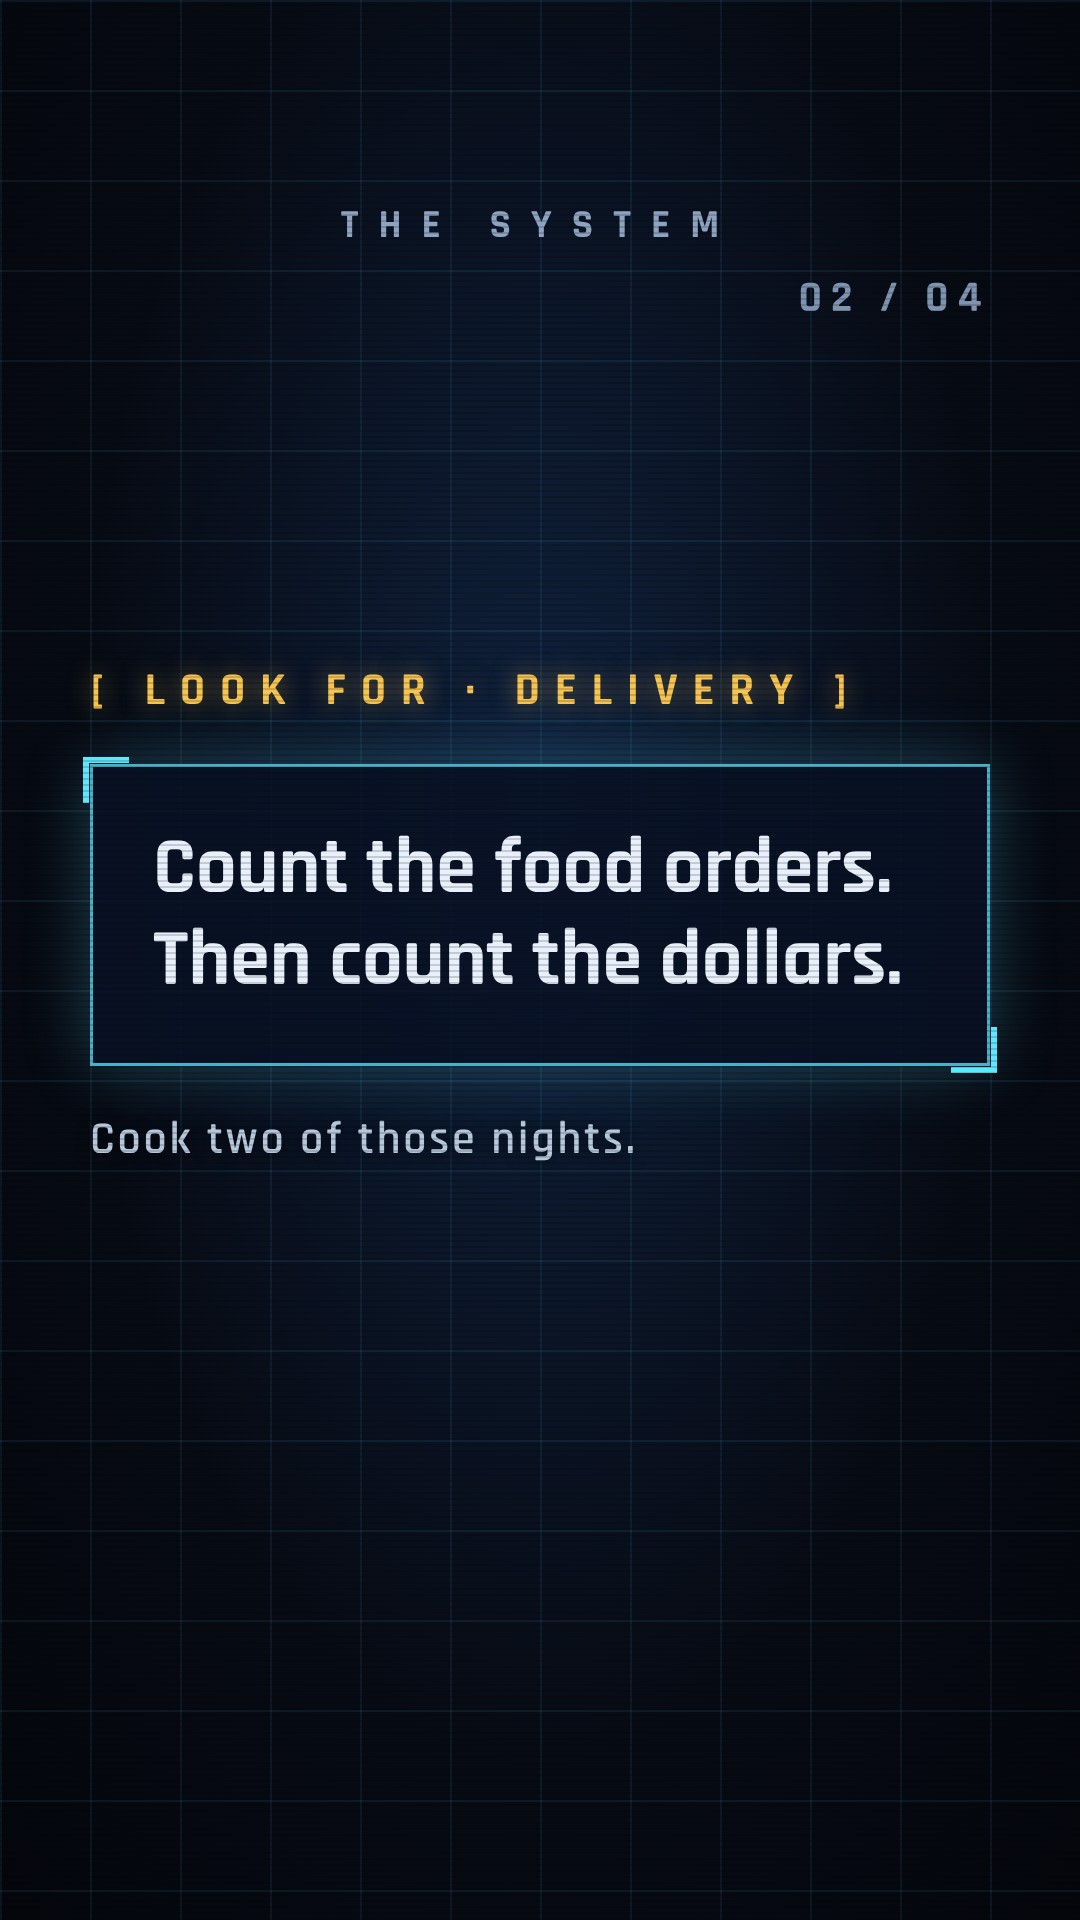 THE SYSTEM
02 / 04
[ LOOK FOR · DELIVERY ]
Count the food orders.
Then count the dollars.
Cook two of those nights.